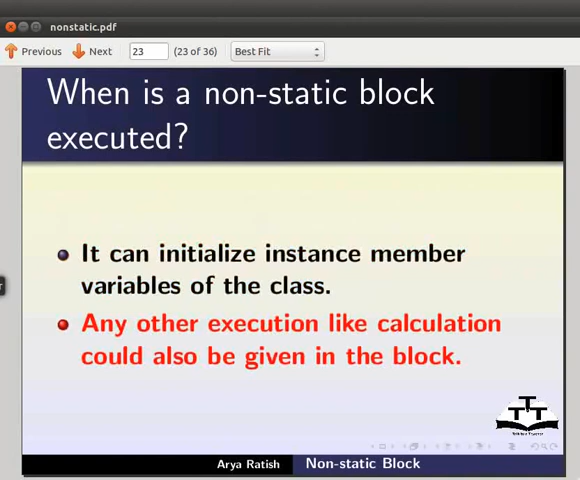 nonstatic.pdf
Previous Next 23 (23 of 36) Best Fit
When is a non-static block
executed?
It can initialize instance member
variables of the class.
Any other execution like calculation
could also be given in the block.
Arya Ratish Non-static Block